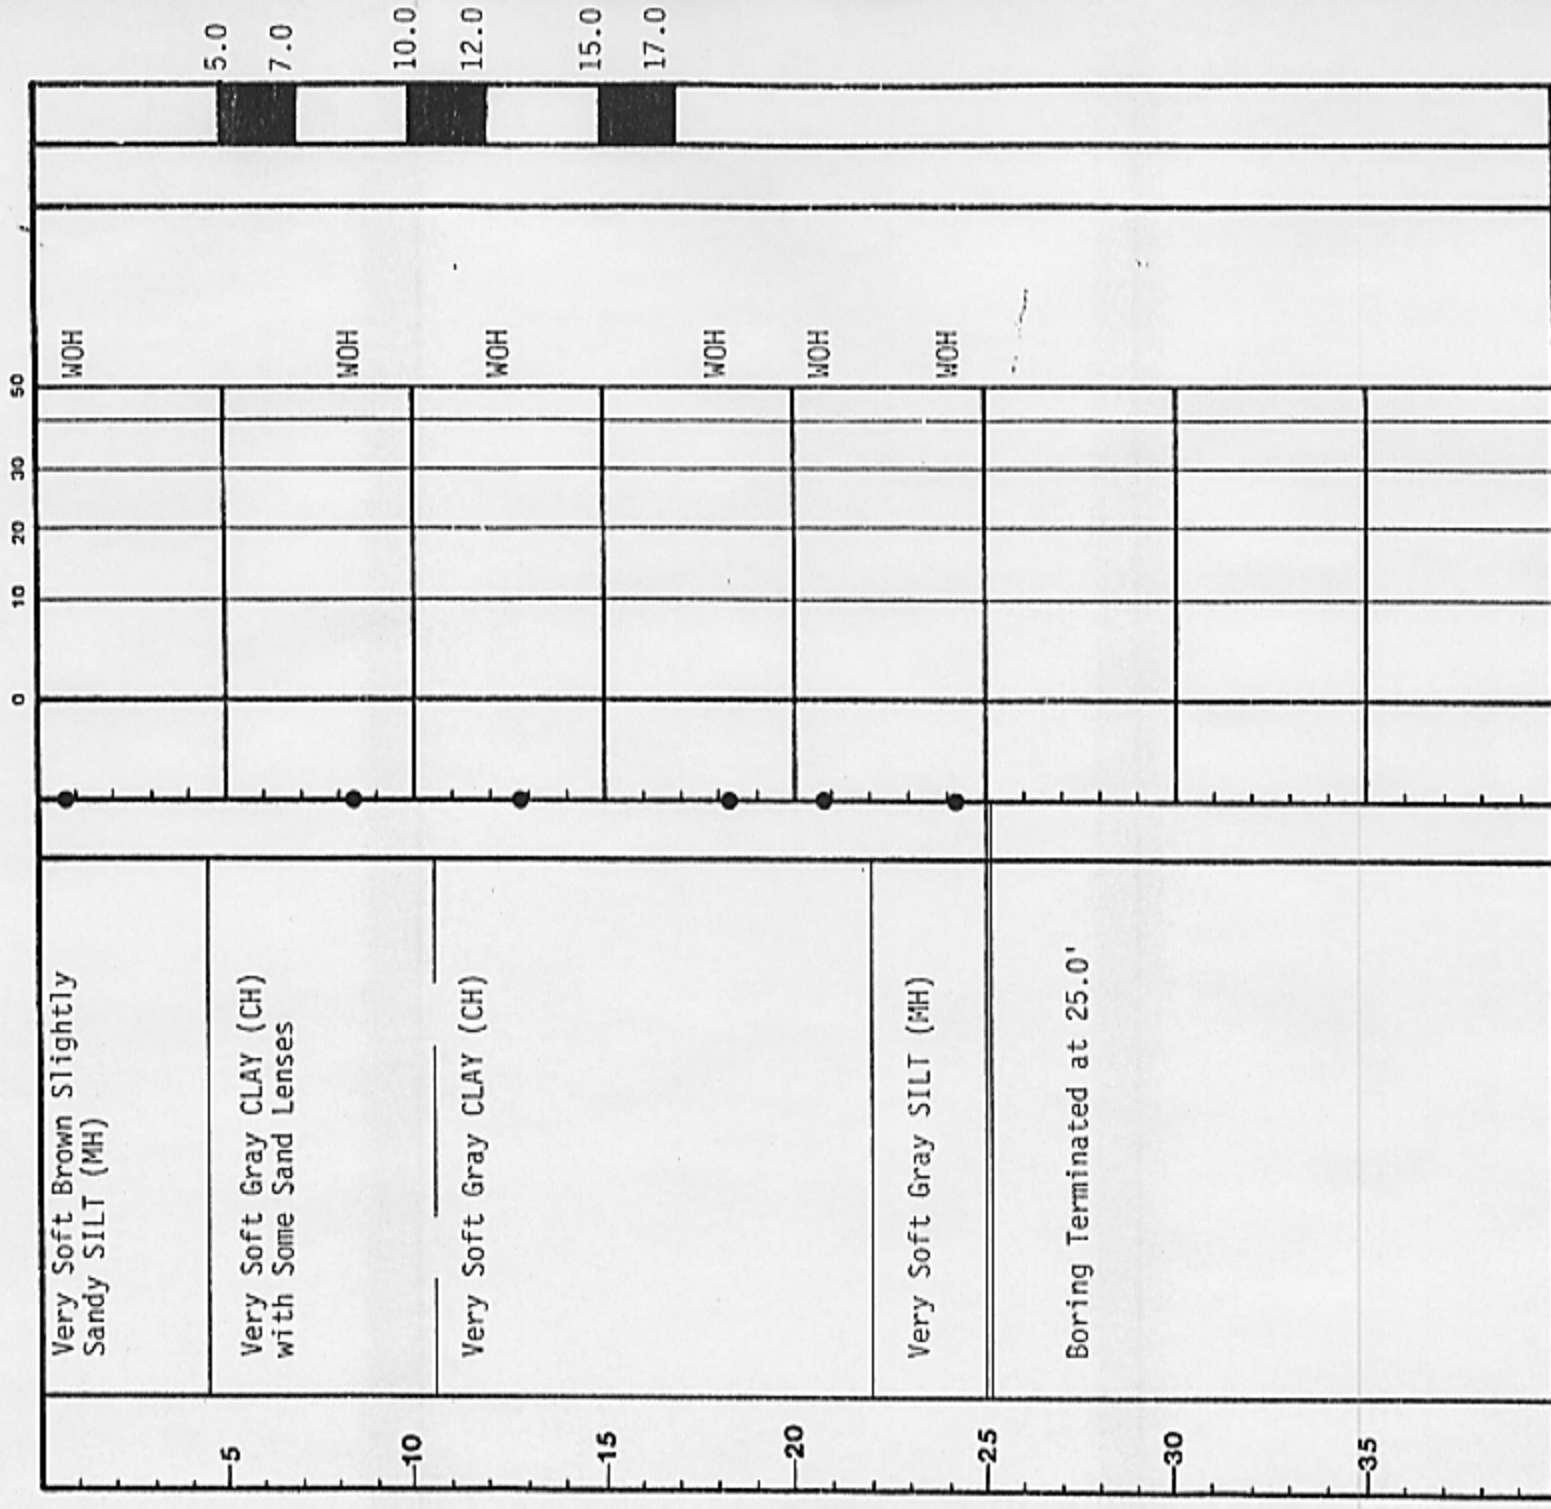 0 10 20 30 50
Very Soft Brown Slightly
Sandy SILT (MH)
WOH
5
5.0
Very Soft Gray CLAY (CH)
with Some Sand Lenses
7.0
WOH
10
10.0
Very Soft Gray CLAY (CH)
12.0
WOH
15
15.0
17.0
WOH
20
WOH
Very Soft Gray SILT (MH)
WOH
25
Boring Terminated at 25.0'
30
35